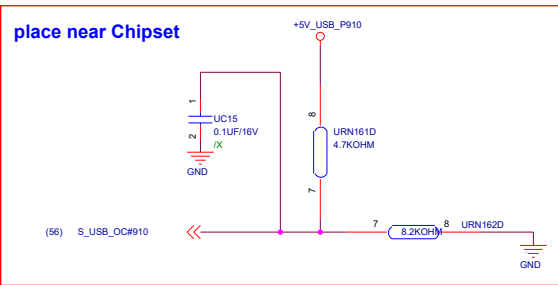 place near Chipset
+5V_USB_P910
1
UC15
0.1UF/16V
/X
2
GND
8
URN161D
4.7KOHM
7
(56) S_USB_OC#910
7
8.2KOHM
8
URN162D
GND